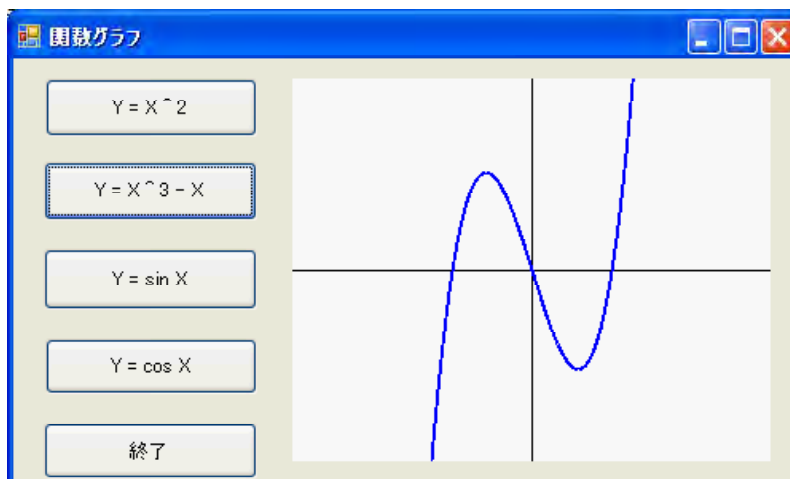 関数グラフ
Y = X ^ 2
Y = X ^ 3 - X
Y = sin X
Y = cos X
終了